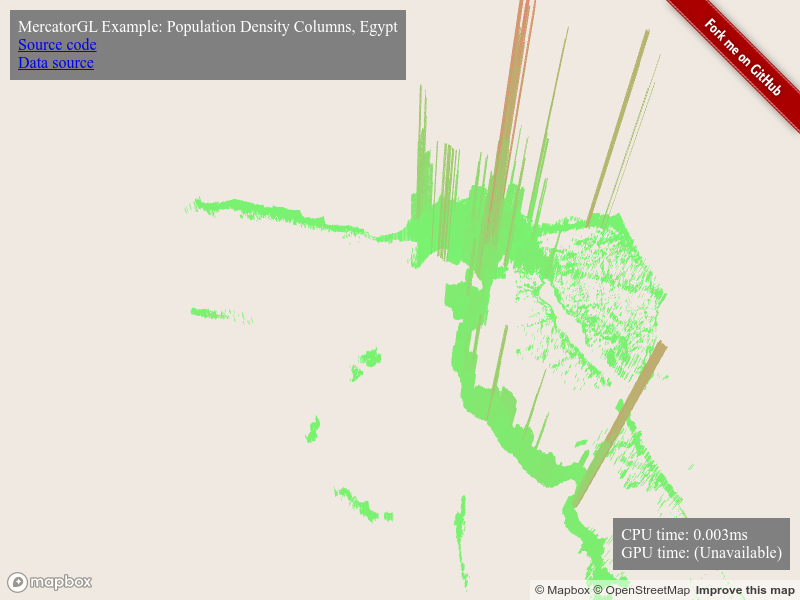 MercatorGL Example: Population Density Columns, Egypt
Source code
Data source
Fork me on GitHub
CPU time: 0.003ms
GPU time: (Unavailable)
mapbox
© Mapbox © OpenStreetMap Improve this map